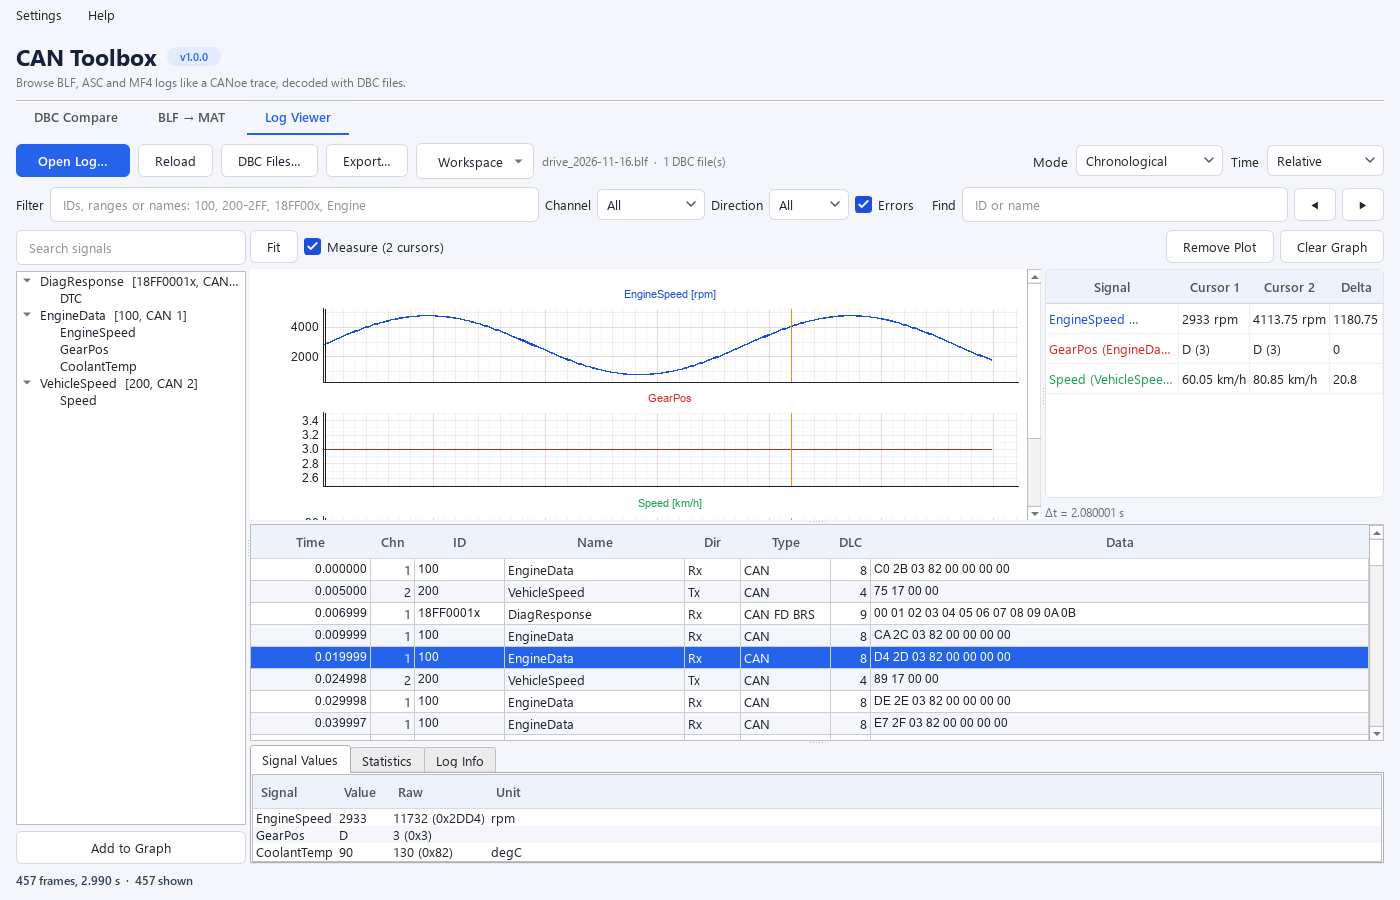 Settings Help
CAN Toolbox v1.0.0
Browse BLF, ASC and MF4 logs like a CANoe trace, decoded with DBC files.
DBC Compare BLF → MAT Log Viewer
Open Log... Reload DBC Files... Export... Workspace drive_2026-11-16.blf · 1 DBC file(s) Mode Chronological Time Relative
Filter IDs, ranges or names: 100, 200-2FF, 18FF00x, Engine Channel All Direction All Errors Find ID or name ◄ ►
Search signals Fit Measure (2 cursors) Remove Plot Clear Graph
DiagResponse [18FF0001x, CAN...
DTC
EngineData [100, CAN 1]
EngineSpeed
GearPos
CoolantTemp
VehicleSpeed [200, CAN 2]
Speed
Add to Graph
EngineSpeed [rpm]
4000
2000
GearPos
3.4
3.2
3.0
2.8
2.6
Speed [km/h]
Signal Cursor 1 Cursor 2 Delta
EngineSpeed ... 2933 rpm 4113.75 rpm 1180.75
GearPos (EngineDa... D (3) D (3) 0
Speed (VehicleSpee... 60.05 km/h 80.85 km/h 20.8
Δt = 2.080001 s
Time Chn ID Name Dir Type DLC Data
0.000000 1 100 EngineData Rx CAN 8 C0 2B 03 82 00 00 00 00
0.005000 2 200 VehicleSpeed Tx CAN 4 75 17 00 00
0.006999 1 18FF0001x DiagResponse Rx CAN FD BRS 9 00 01 02 03 04 05 06 07 08 09 0A 0B
0.009999 1 100 EngineData Rx CAN 8 CA 2C 03 82 00 00 00 00
0.019999 1 100 EngineData Rx CAN 8 D4 2D 03 82 00 00 00 00
0.024998 2 200 VehicleSpeed Tx CAN 4 89 17 00 00
0.029998 1 100 EngineData Rx CAN 8 DE 2E 03 82 00 00 00 00
0.039997 1 100 EngineData Rx CAN 8 E7 2F 03 82 00 00 00 00
Signal Values Statistics Log Info
Signal Value Raw Unit
EngineSpeed 2933 11732 (0x2DD4) rpm
GearPos D 3 (0x3)
CoolantTemp 90 130 (0x82) degC
457 frames, 2.990 s · 457 shown